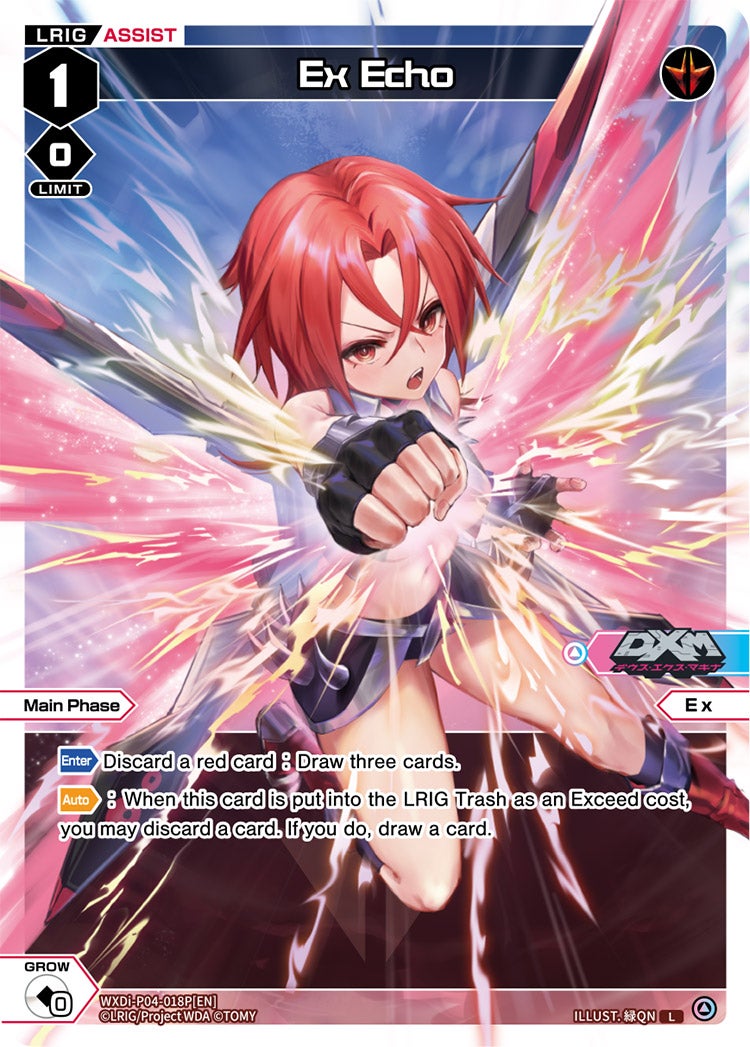 LRIG ASSIST
1
Ex Echo
0
LIMIT
DXM
デウス・エクス・マキナ
Main Phase
Ex
Enter Discard a red card : Draw three cards.
Auto : When this card is put into the LRIG Trash as an Exceed cost,
you may discard a card. If you do, draw a card.
GROW
0
WXDi-P04-018P[EN]
©LRIG/Project WDA ©TOMY
ILLUST. 緑QN L